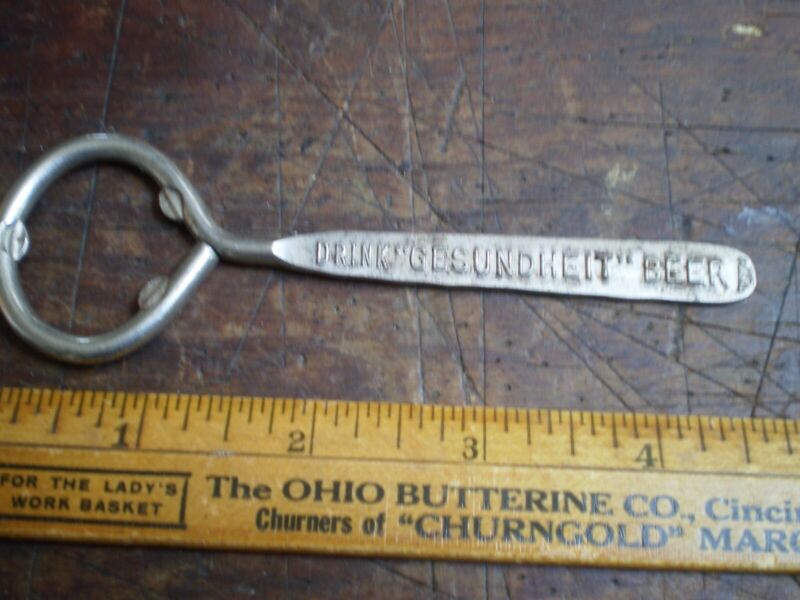 DRINK "GESUNDHEIT" BEER
1 2 3 4
FOR THE LADY'S
WORK BASKET
The OHIO BUTTERINE CO.,
Churners of "CHURNGOLD"